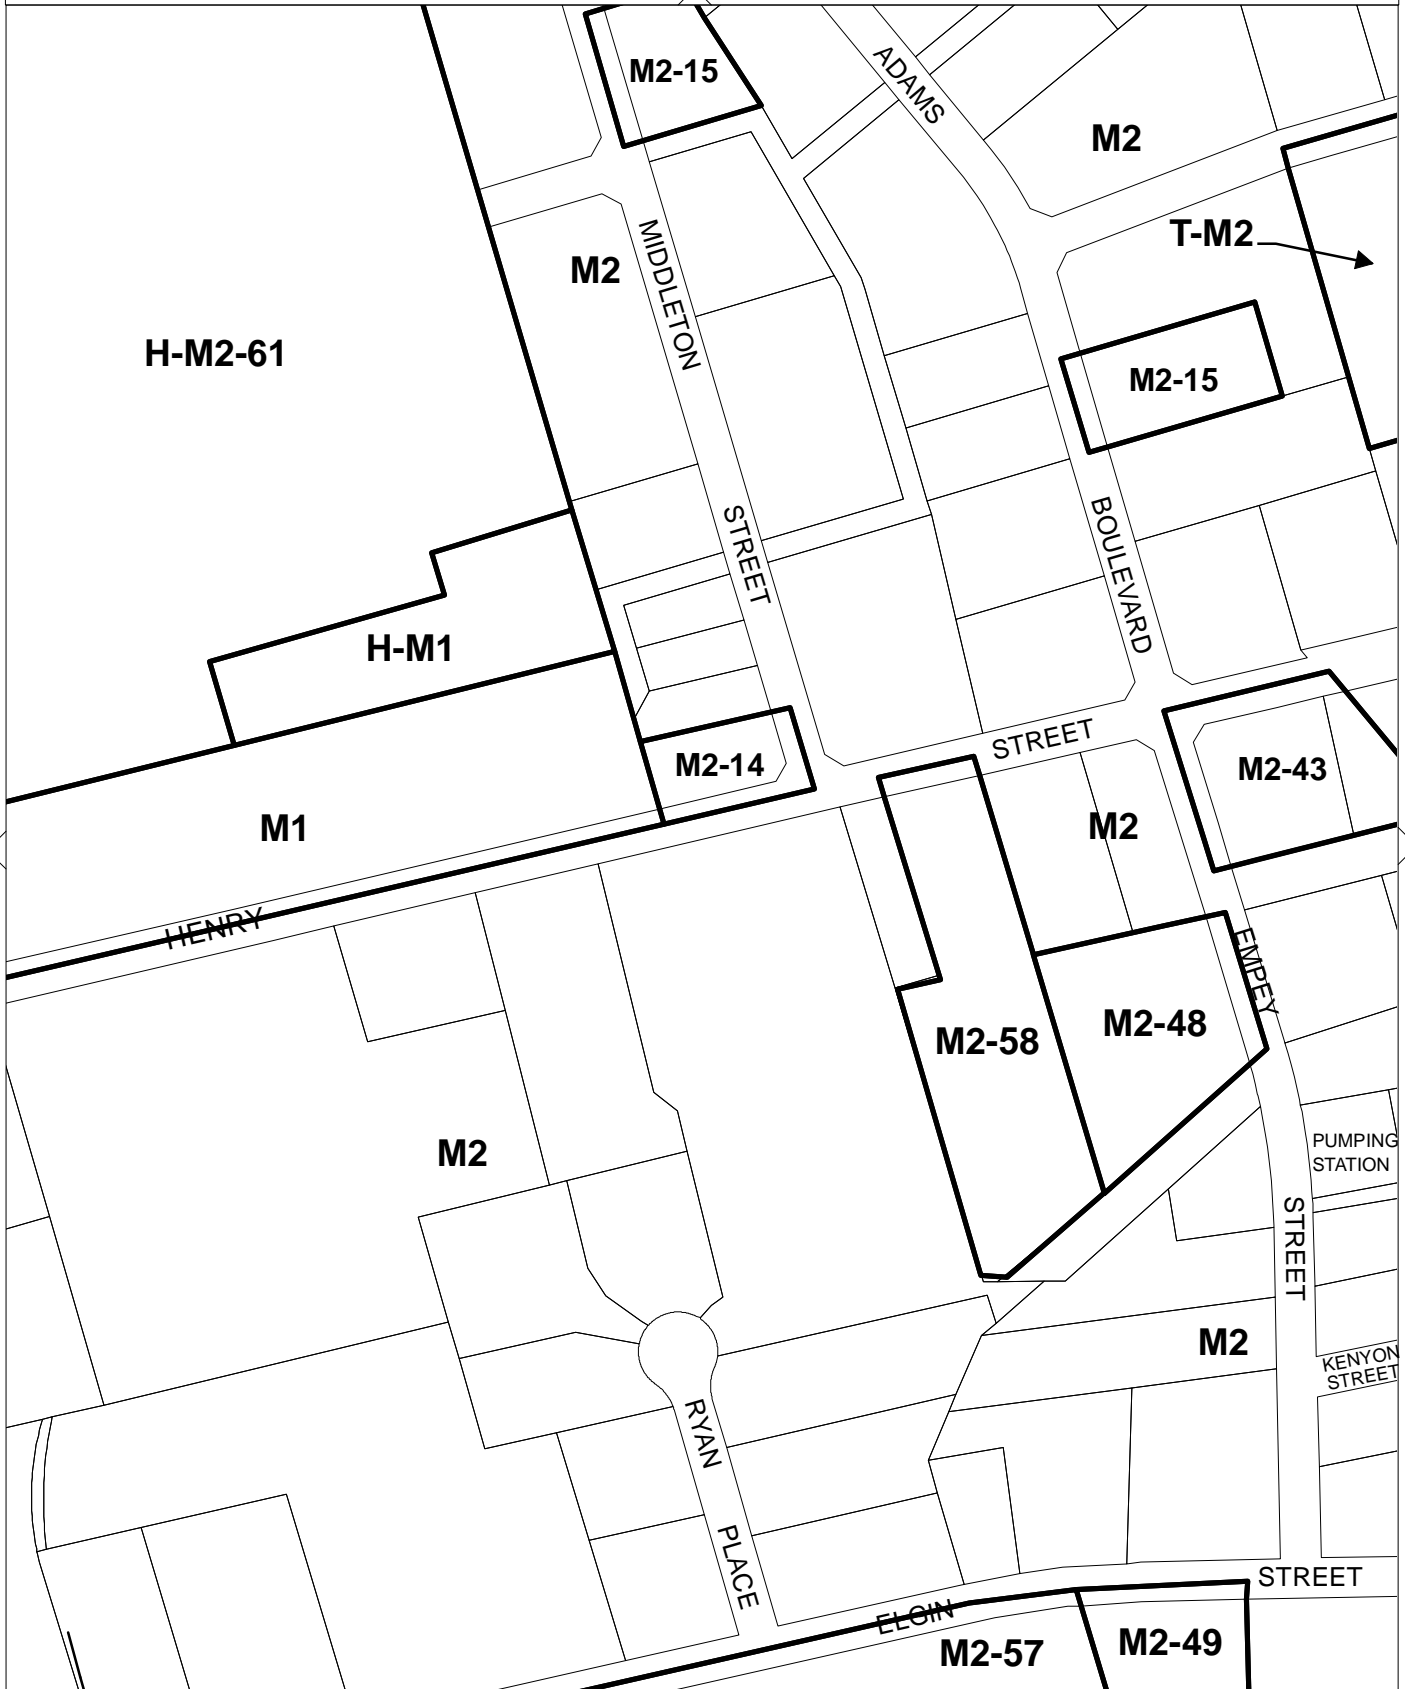 M2-15
ADAMS
M2
T-M2
MIDDLETON
M2
H-M2-61
M2-15
STREET
BOULEVARD
H-M1
STREET
M2-14
M2-43
M1
M2
HENRY
EMPEY
M2-58
M2-48
M2
PUMPING
STATION
STREET
M2
KENYON
STREET
RYAN
PLACE
STREET
ELGIN
M2-57
M2-49